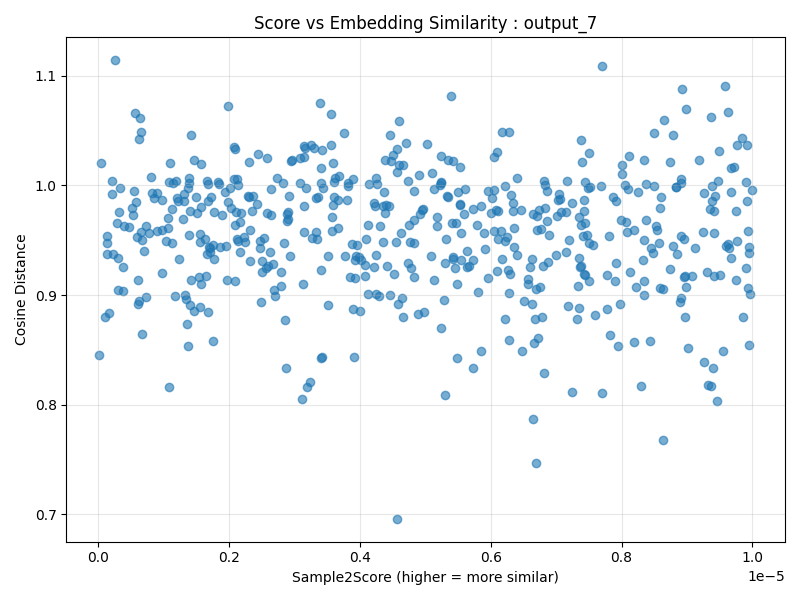 Score vs Embedding Similarity : output_7
1.1
1.0
0.9
0.8
0.7
Cosine Distance
0.0 0.2 0.4 0.6 0.8 1.0
1e−5
Sample2Score (higher = more similar)